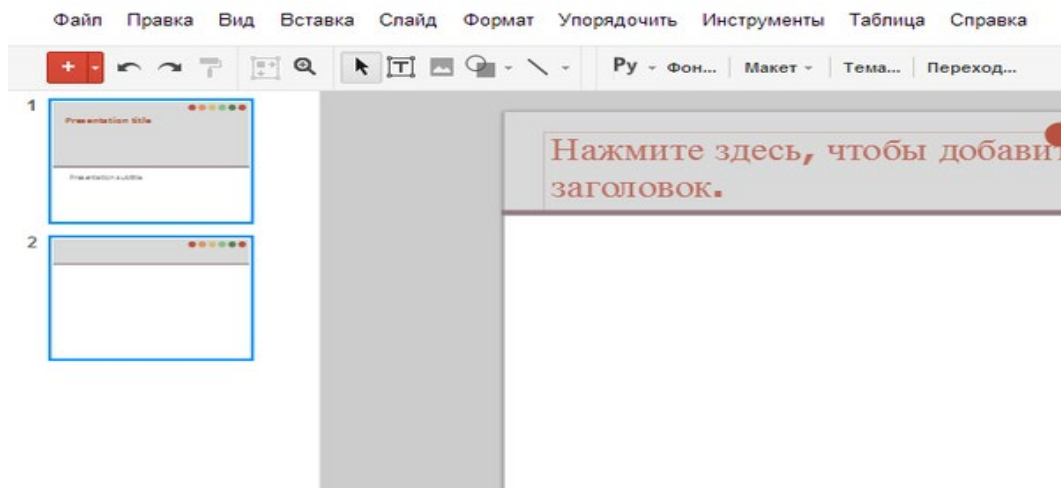 Файл Правка Вид Вставка Слайд Формат Упорядочить Инструменты Таблица Справка
Ру Фон... Макет Тема... Переход...
1
Presentation title
Presentation subtitle
2
Нажмите здесь, чтобы добавит
заголовок.